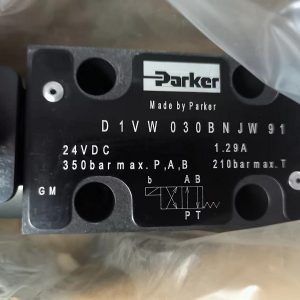 Parker
Made by Parker
D1VW030BNJW91
24VDC 1.29A
350bar max. P,A,B 210bar max. T
GM b A B
P T